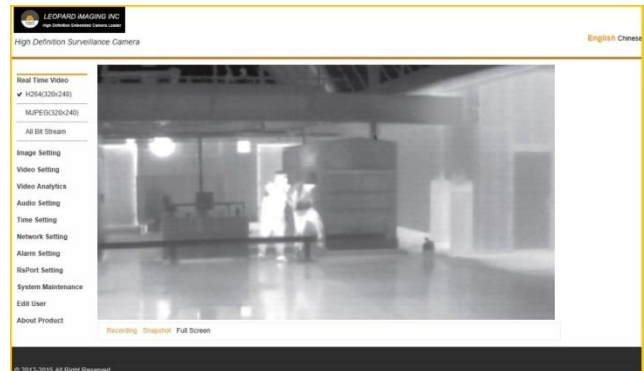 LEOPARD IMAGING INC
High Definition Embedded Camera Leader
High Definition Surveillance Camera
English Chinese
Real Time Video
✔ H264(320x240)
MJPEG(320x240)
All Bit Stream
Image Setting
Video Setting
Video Analytics
Audio Setting
Time Setting
Network Setting
Alarm Setting
RsPort Setting
System Maintenance
Edit User
About Product
Recording Snapshot Full Screen
© 2012-2015 All Right Reserved